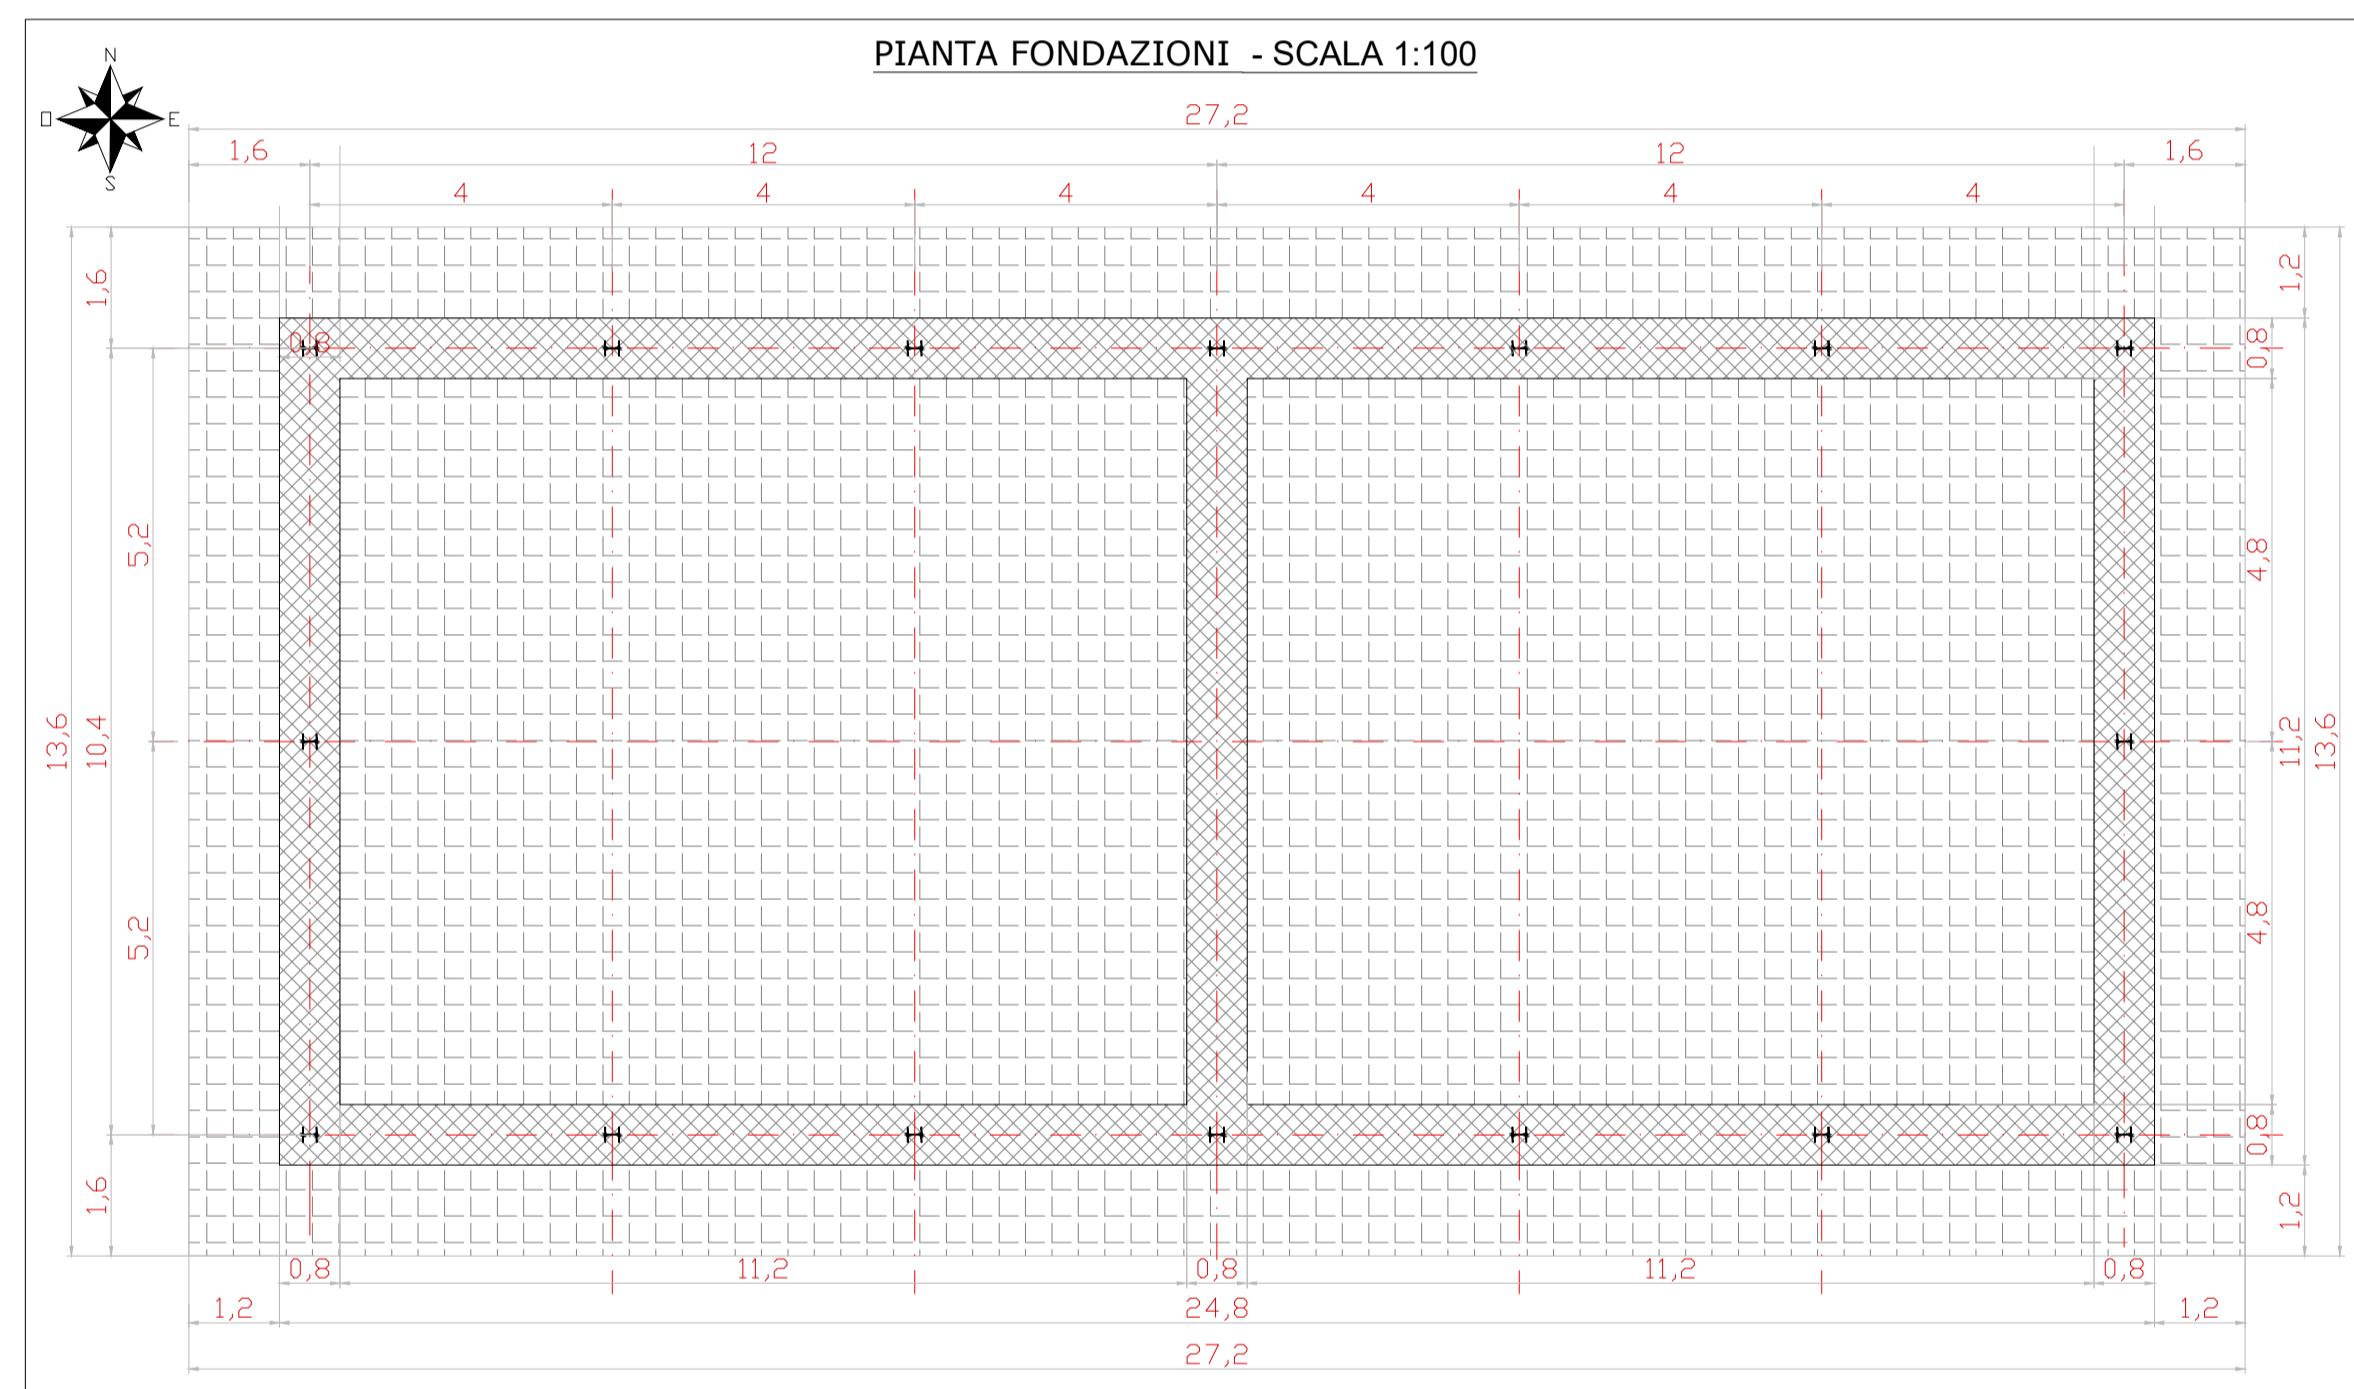 PIANTA FONDAZIONI - SCALA 1:100
N
O E
S
27,2
1,6 12 12 1,6
4 4 4 4 4 4
1,6
1,2
0,8
0,8
5,2
4,8
13,6
10,4
11,2
13,6
5,2
4,8
0,8
1,6
1,2
0,8 11,2 0,8 11,2 0,8
1,2 24,8 1,2
27,2